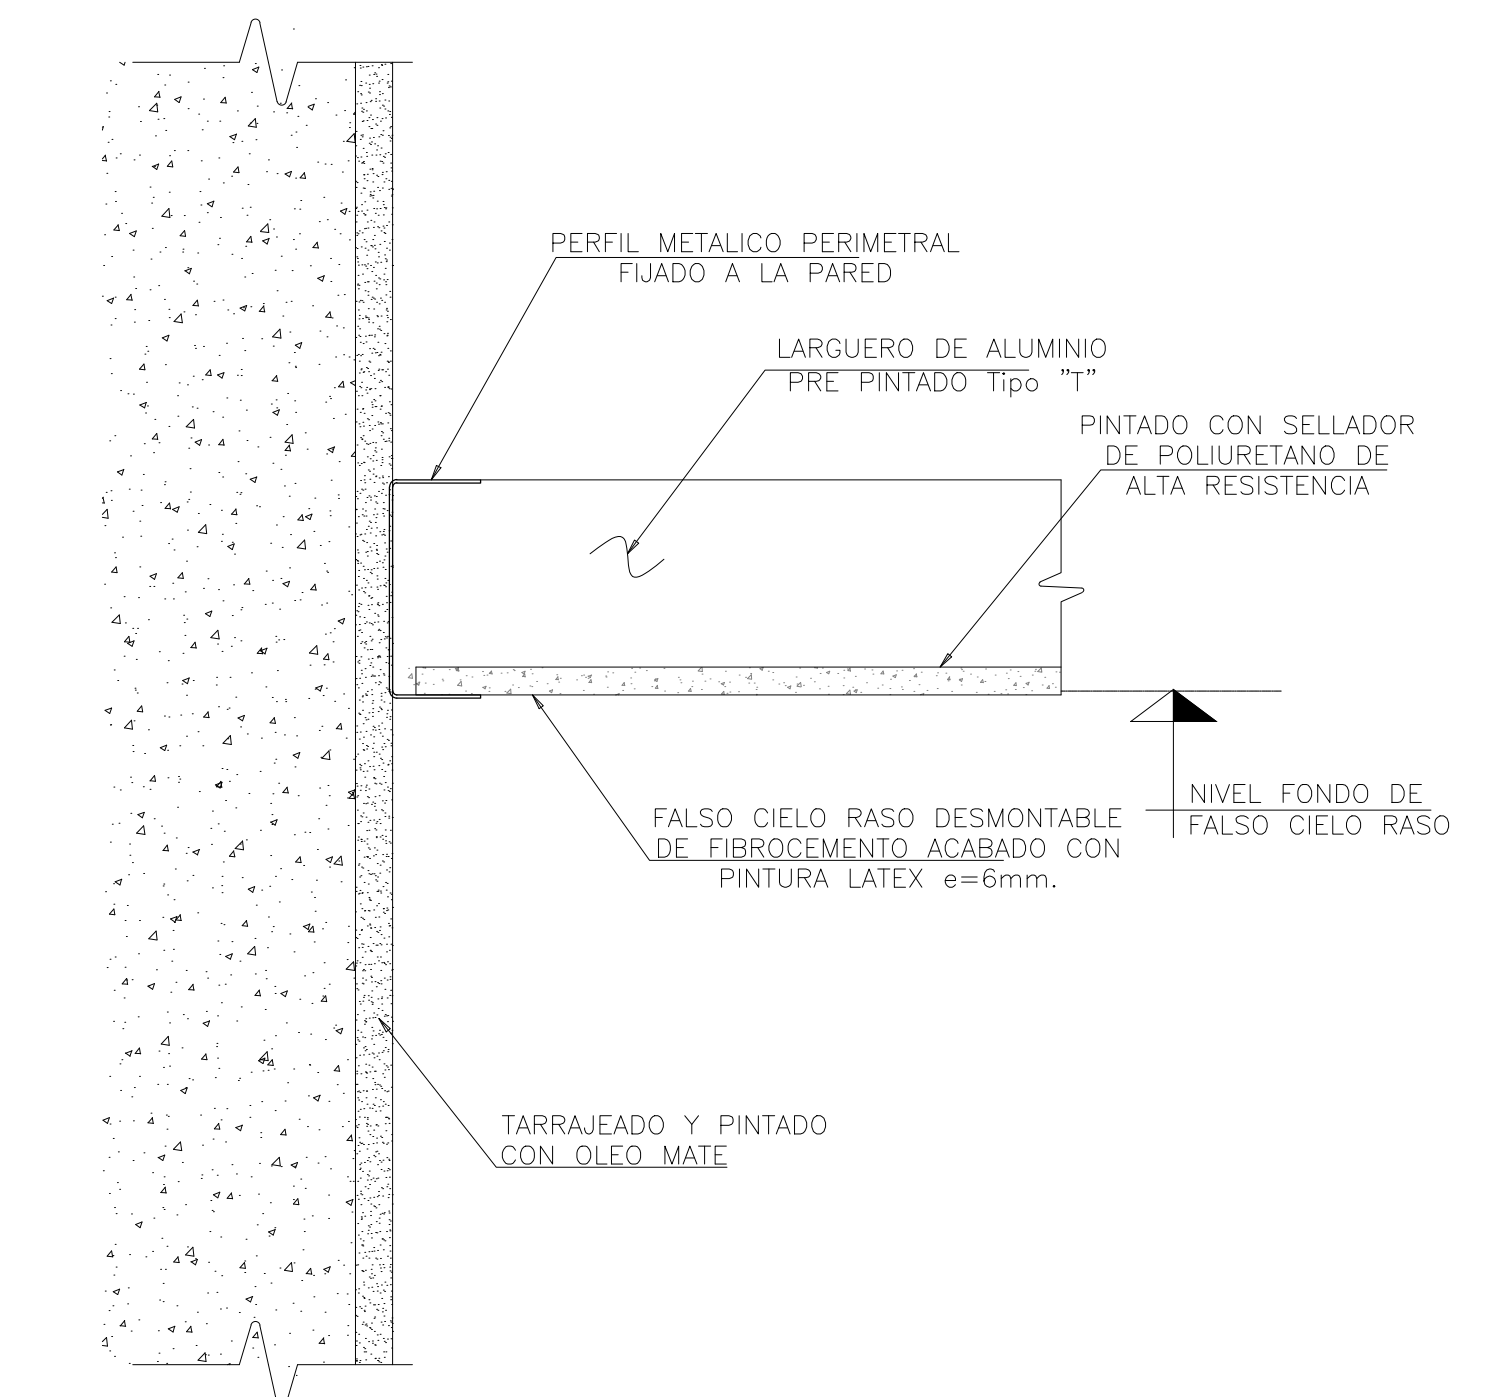 PERFIL METALICO PERIMETRAL
FIJADO A LA PARED
LARGUERO DE ALUMINIO
PRE PINTADO Tipo "T"
PINTADO CON SELLADOR
DE POLIURETANO DE
ALTA RESISTENCIA
NIVEL FONDO DE
FALSO CIELO RASO
FALSO CIELO RASO DESMONTABLE
DE FIBROCEMENTO ACABADO CON
PINTURA LATEX e=6mm.
TARRAJEADO Y PINTADO
CON OLEO MATE